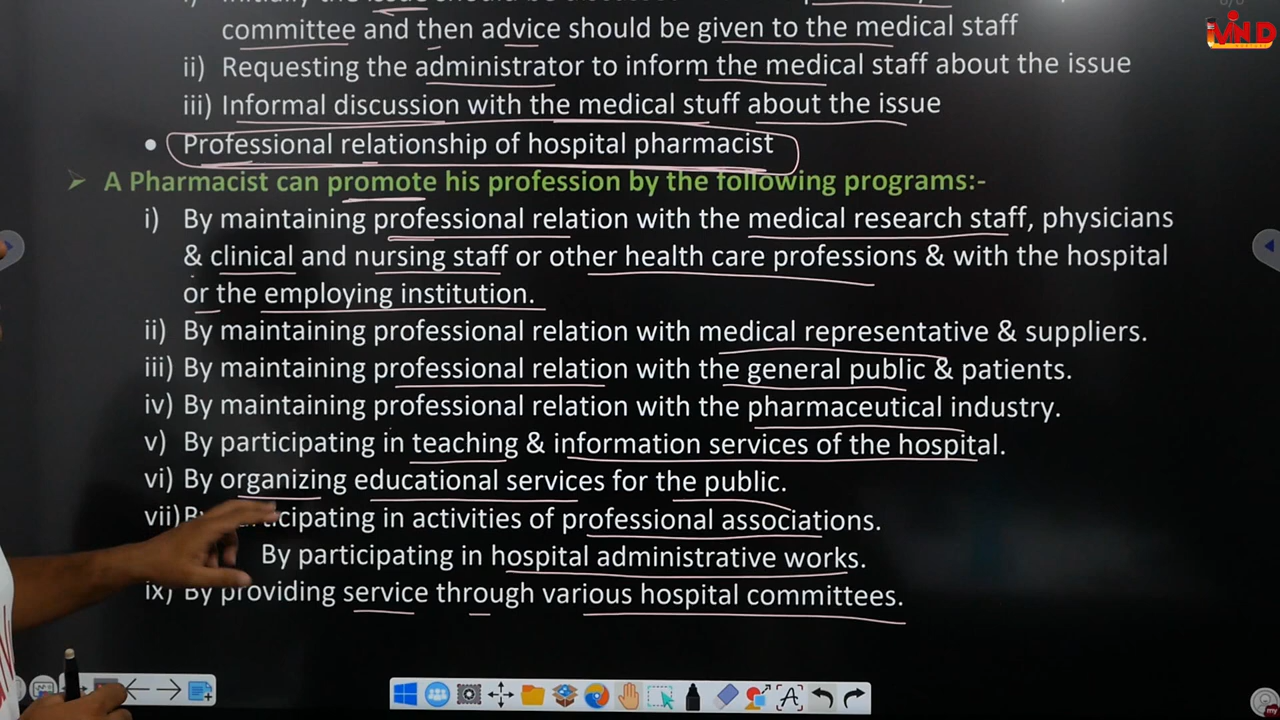 committee and then advice should be given to the medical staff
ii) Requesting the administrator to inform the medical staff about the issue
iii) Informal discussion with the medical stuff about the issue
• Professional relationship of hospital pharmacist
➢ A Pharmacist can promote his profession by the following programs:-
i) By maintaining professional relation with the medical research staff, physicians
& clinical and nursing staff or other health care professions & with the hospital
or the employing institution.
ii) By maintaining professional relation with medical representative & suppliers.
iii) By maintaining professional relation with the general public & patients.
iv) By maintaining professional relation with the pharmaceutical industry.
v) By participating in teaching & information services of the hospital.
vi) By organizing educational services for the public.
vii) By participating in activities of professional associations.
By participating in hospital administrative works.
ix) By providing service through various hospital committees.